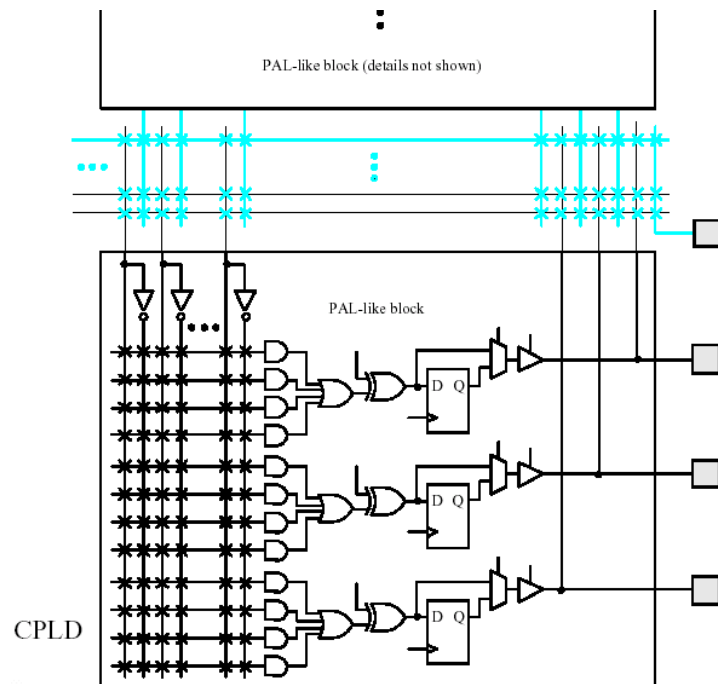 PAL-like block (details not shown)
PAL-like block
D Q
D Q
D Q
CPLD